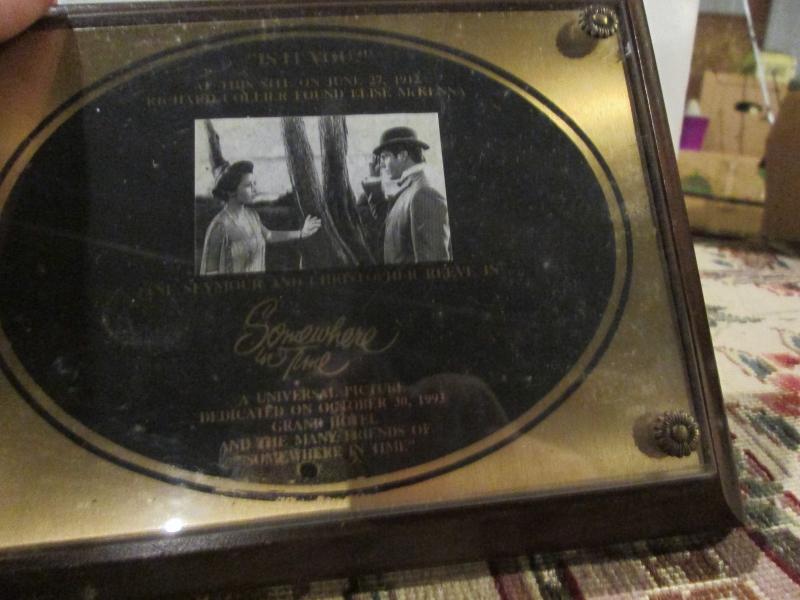 "IS IT YOU?"
AT THIS SITE ON JUNE 27, 1912
RICHARD COLLIER FOUND ELISE McKENNA
JANE SEYMOUR AND CHRISTOPHER REEVE IN
Somewhere
in Time
A UNIVERSAL PICTURE
DEDICATED ON OCTOBER 30, 1993
GRAND HOTEL
AND THE MANY FRIENDS OF
"SOMEWHERE IN TIME"